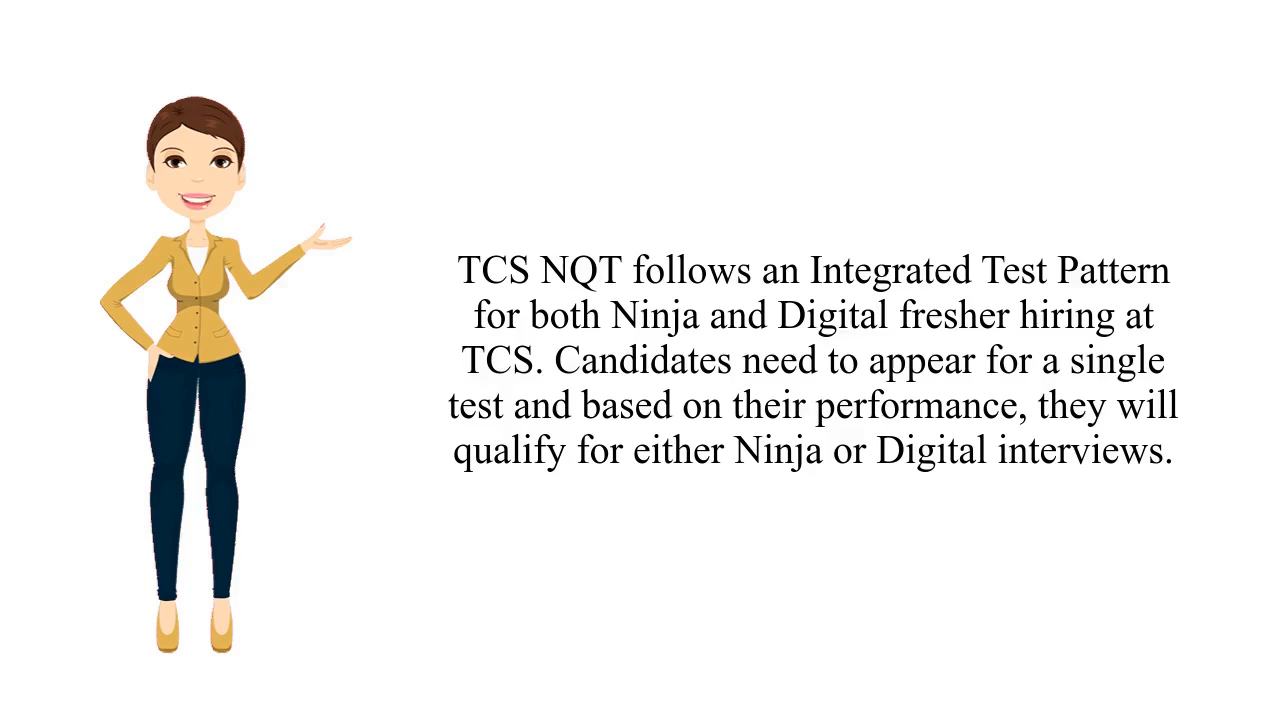 TCS NQT follows an Integrated Test Pattern
for both Ninja and Digital fresher hiring at
TCS. Candidates need to appear for a single
test and based on their performance, they will
qualify for either Ninja or Digital interviews.